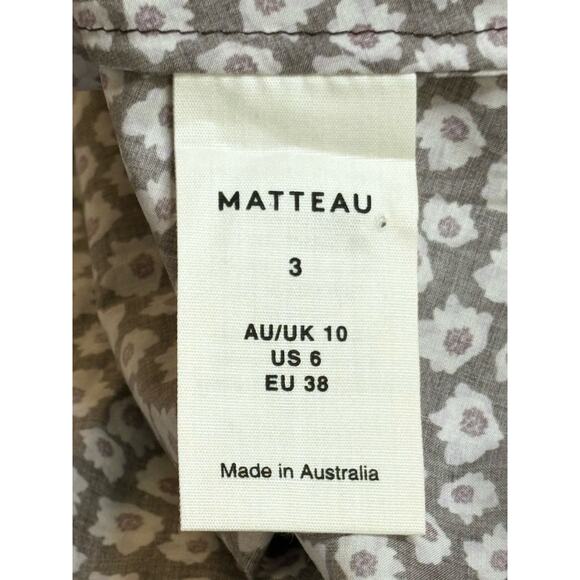 MATTEAU
3
AU/UK 10
US 6
EU 38
Made in Australia